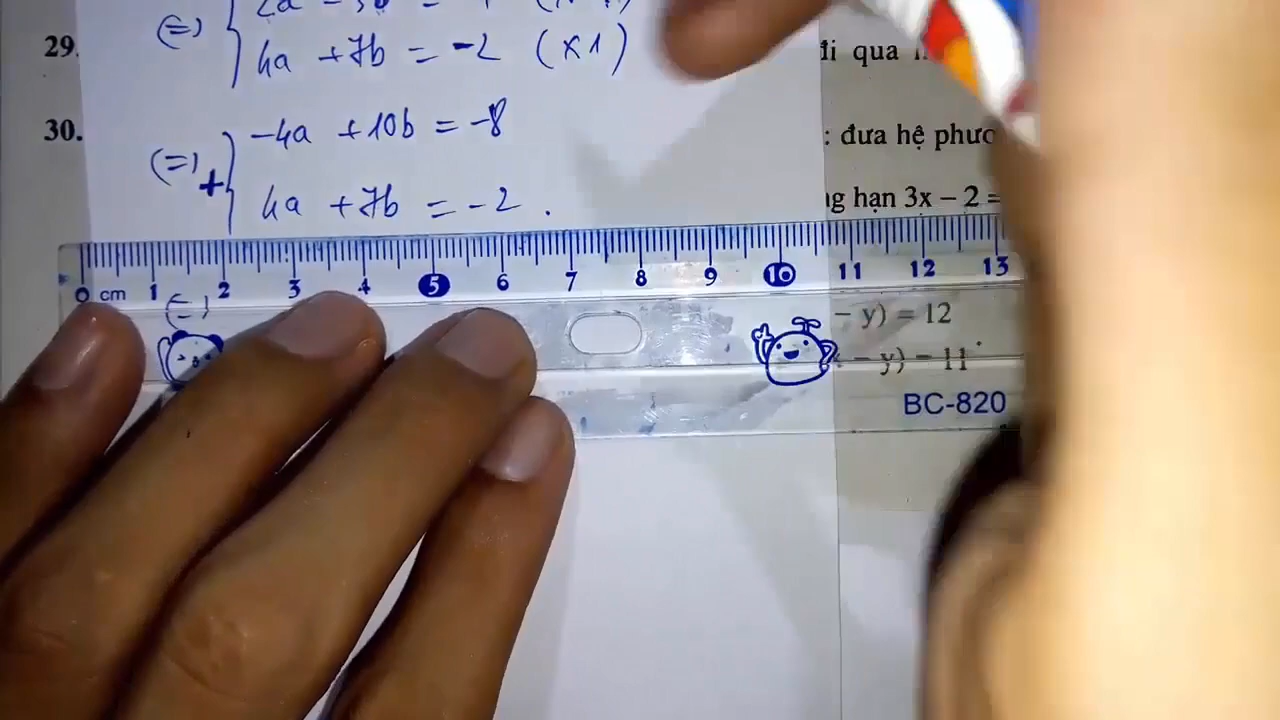 29.
(=)
4a + 7b = -2 (x1)
đi qua
30.
-4a + 10b = -8
: đưa hệ phươ
(=) +
4a + 7b = -2 .
ng hạn 3x – 2 =
0 cm 1 2 3 4 5 6 7 8 9 10 11 12 13
(=)
– y) = 12
– y) = 11
BC-820